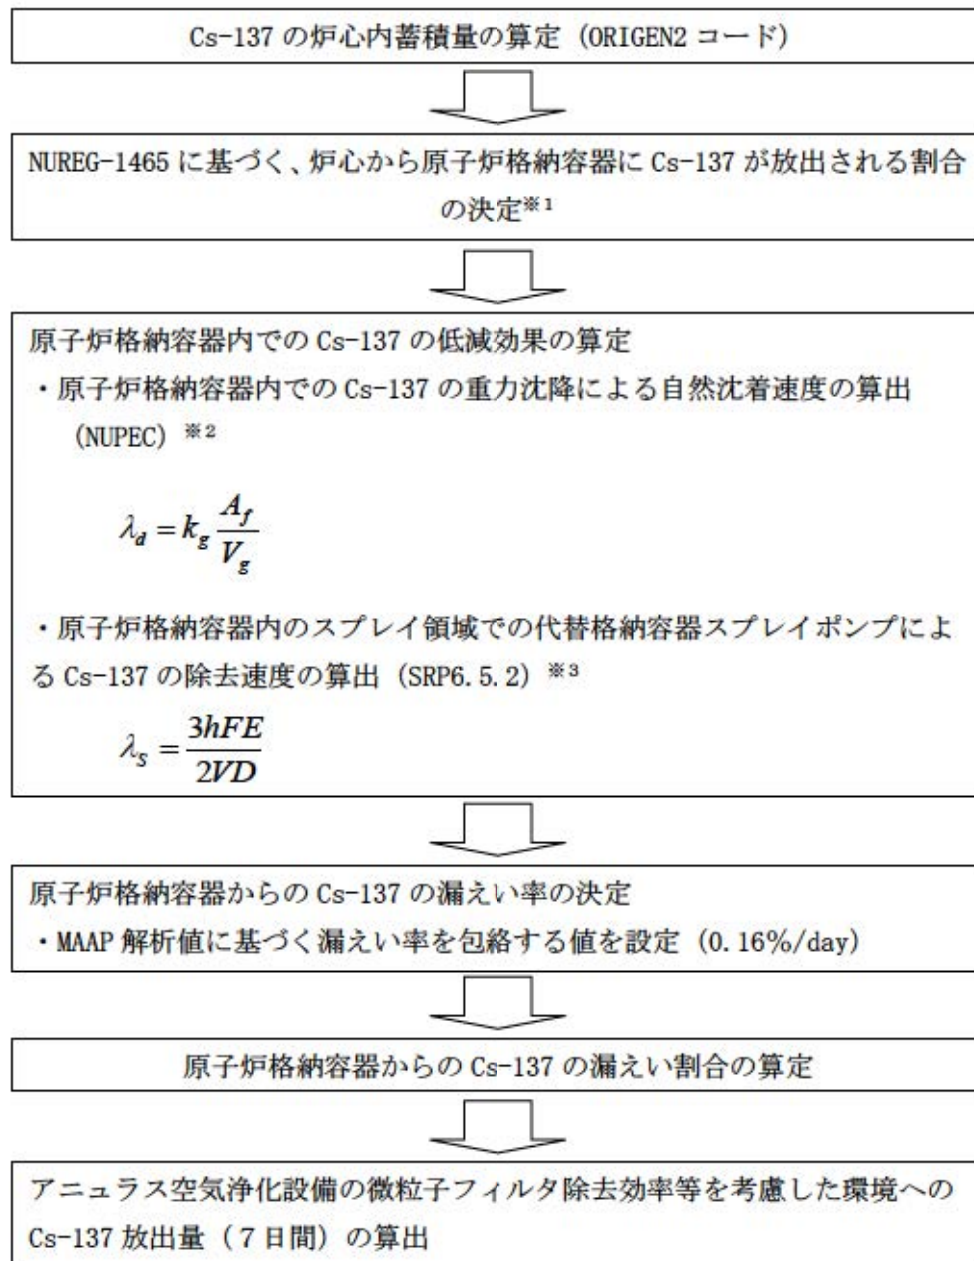 Cs-137 の炉心内蓄積量の算定（ORIGEN2 コード）
NUREG-1465 に基づく、炉心から原子炉格納容器に Cs-137 が放出される割合
の決定※1
原子炉格納容器内での Cs-137 の低減効果の算定
・原子炉格納容器内での Cs-137 の重力沈降による自然沈着速度の算出
（NUPEC）※2
λ_d = k_g A_f / V_g
・原子炉格納容器内のスプレイ領域での代替格納容器スプレイポンプによ
る Cs-137 の除去速度の算出（SRP6.5.2）※3
λ_S = 3hFE / 2VD
原子炉格納容器からの Cs-137 の漏えい率の決定
・MAAP 解析値に基づく漏えい率を包絡する値を設定（0.16%/day）
原子炉格納容器からの Cs-137 の漏えい割合の算定
アニュラス空気浄化設備の微粒子フィルタ除去効率等を考慮した環境への
Cs-137 放出量（７日間）の算出